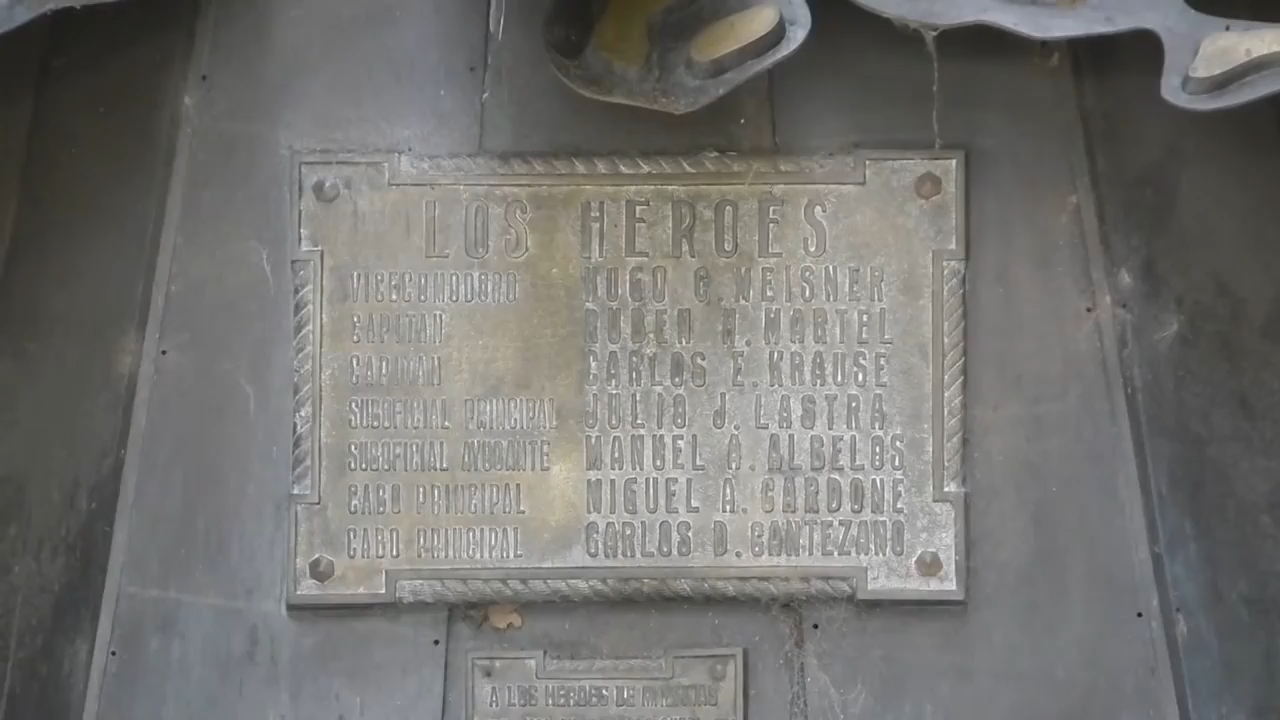 LOS HEROES
VICECOMODORO HUGO C. MEISNER
CAPITAN RUBEN H. MARTEL
CAPITAN CARLOS E. KRAUSE
SUBOFICIAL PRINCIPAL JULIO J. LASTRA
SUBOFICIAL AYUDANTE MANUEL A. ALBELOS
CABO PRINCIPAL MIGUEL A. CARDONE
CABO PRINCIPAL CARLOS D. CANTEZANO
A LOS HEROES DE MALVINAS